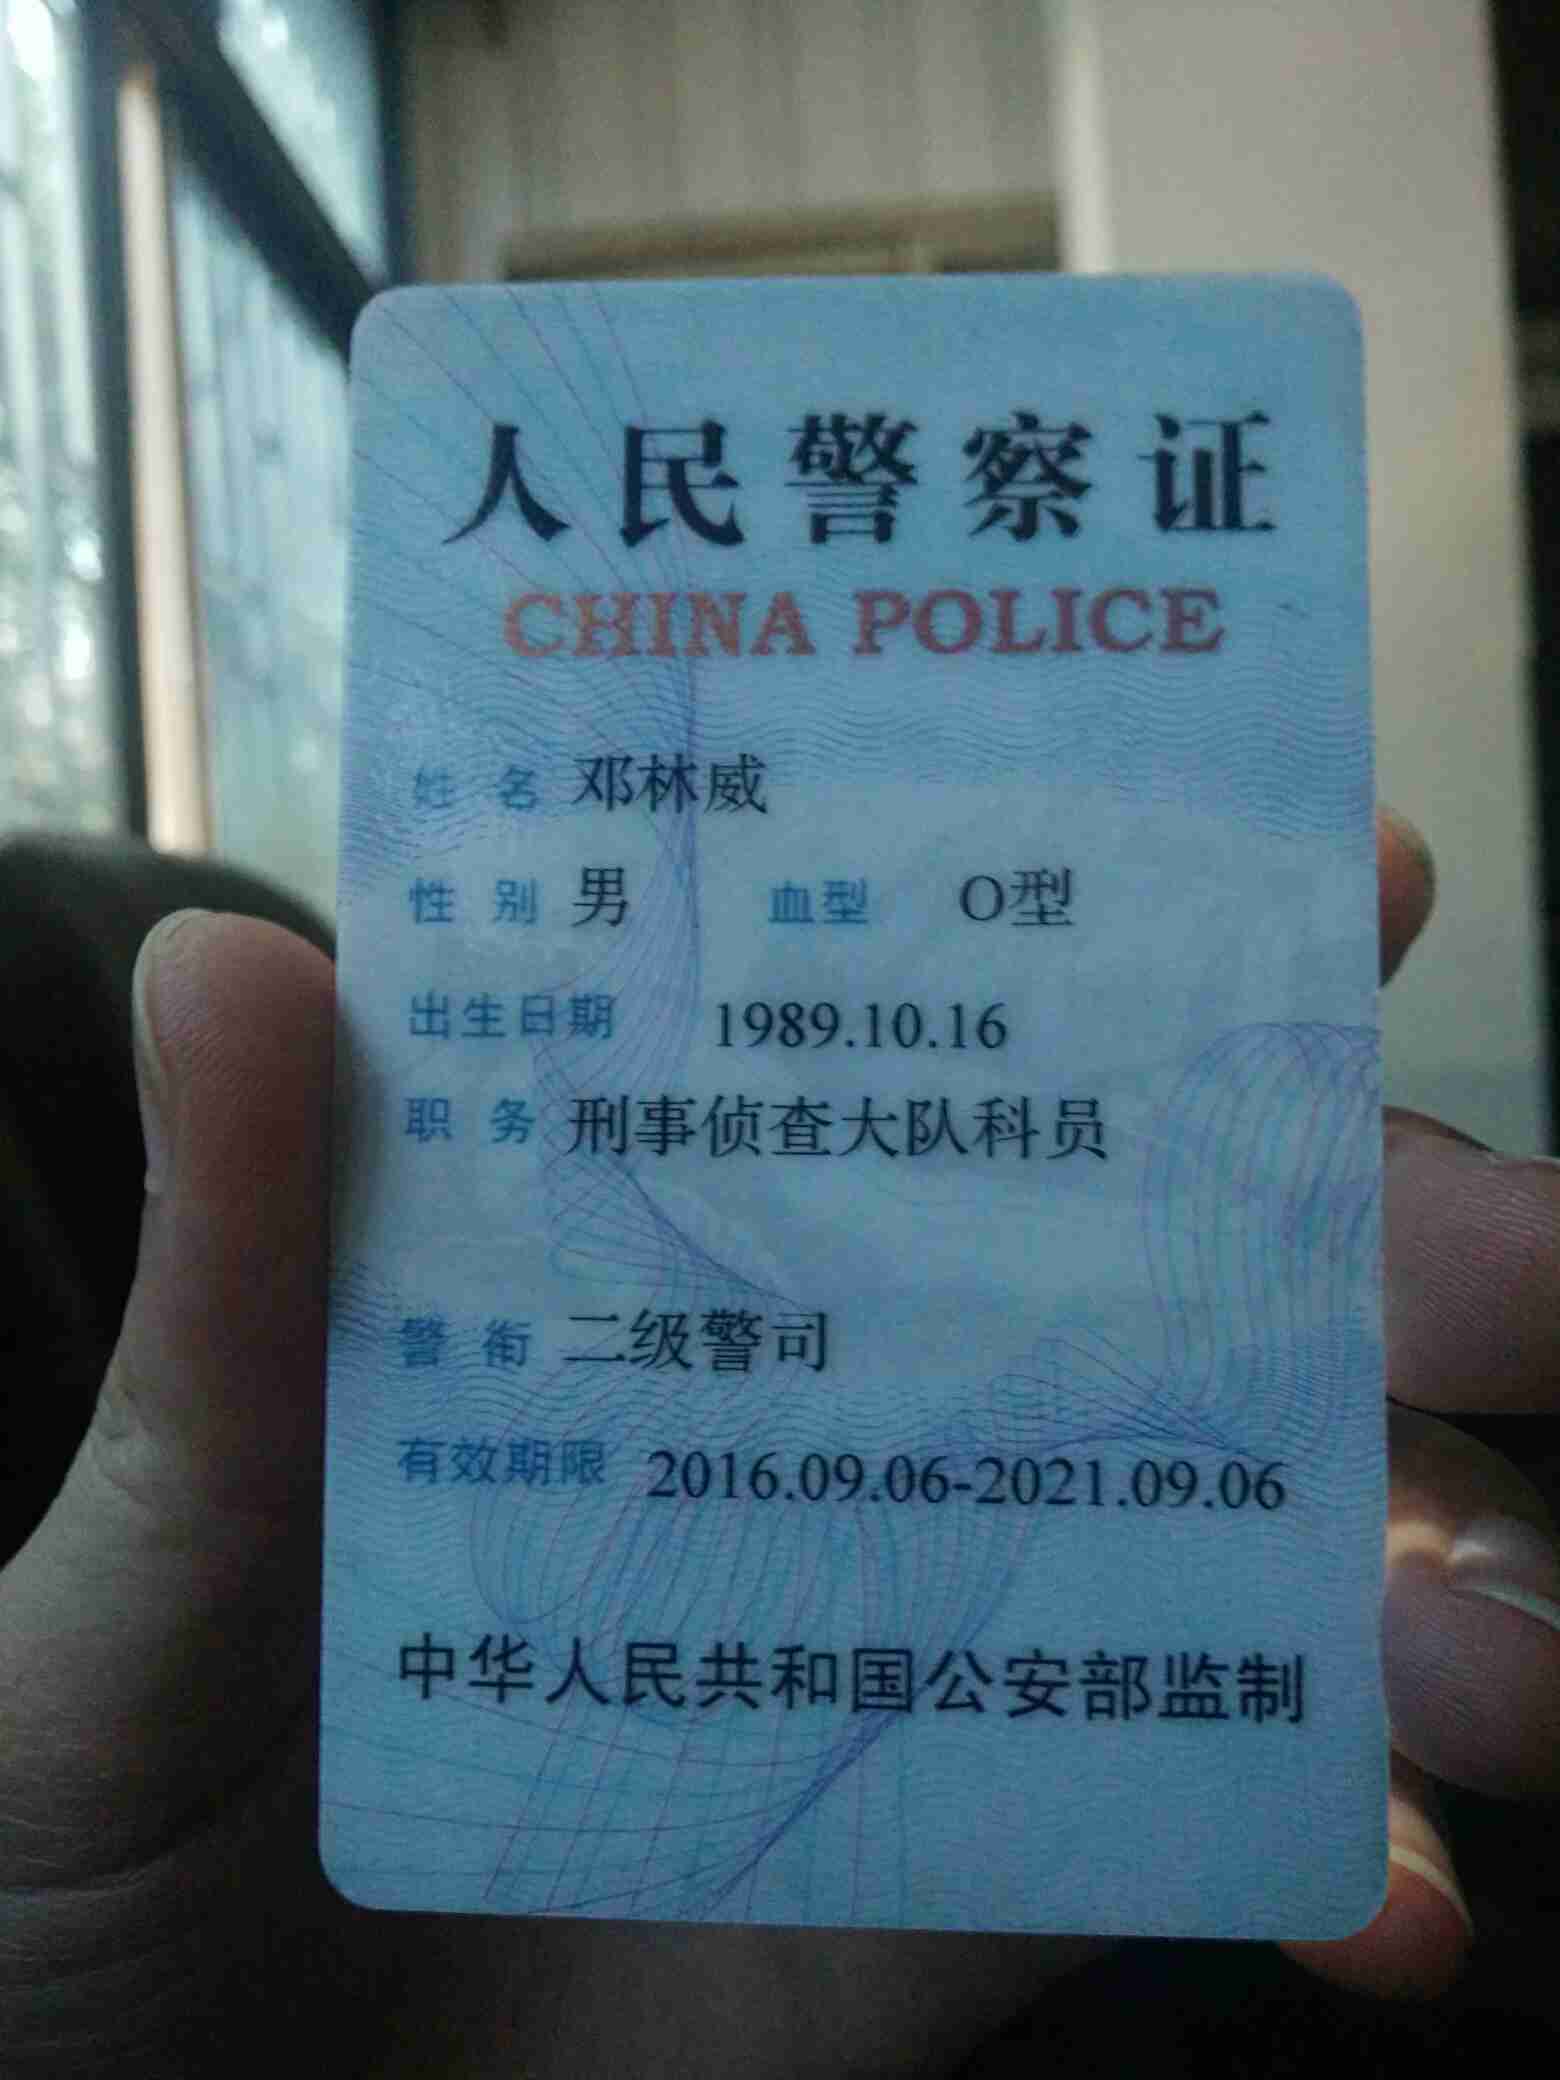 人民警察证
CHINA POLICE
姓名 邓林威
性别 男 血型 O型
出生日期 1989.10.16
职务 刑事侦查大队科员
警衔 二级警司
有效期限 2016.09.06-2021.09.06
中华人民共和国公安部监制